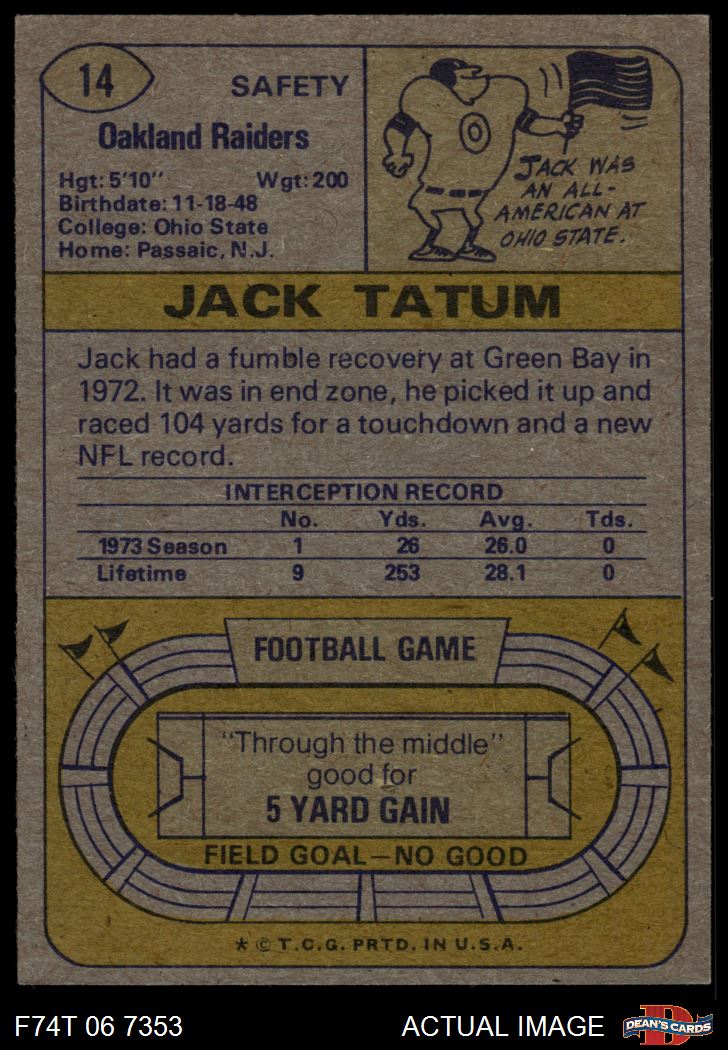 14
SAFETY
Oakland Raiders
Hgt: 5'10" Wgt: 200
Birthdate: 11-18-48
College: Ohio State
Home: Passaic, N.J.
JACK WAS
AN ALL-
AMERICAN AT
OHIO STATE.
JACK TATUM
Jack had a fumble recovery at Green Bay in
1972. It was in end zone, he picked it up and
raced 104 yards for a touchdown and a new
NFL record.
INTERCEPTION RECORD
No. Yds. Avg. Tds.
1973 Season 1 26 26.0 0
Lifetime 9 253 28.1 0
FOOTBALL GAME
"Through the middle"
good for
5 YARD GAIN
FIELD GOAL—NO GOOD
* © T.C.G. PRTD. IN U.S.A.
F74T 06 7353 ACTUAL IMAGE
D
DEAN'S CARDS